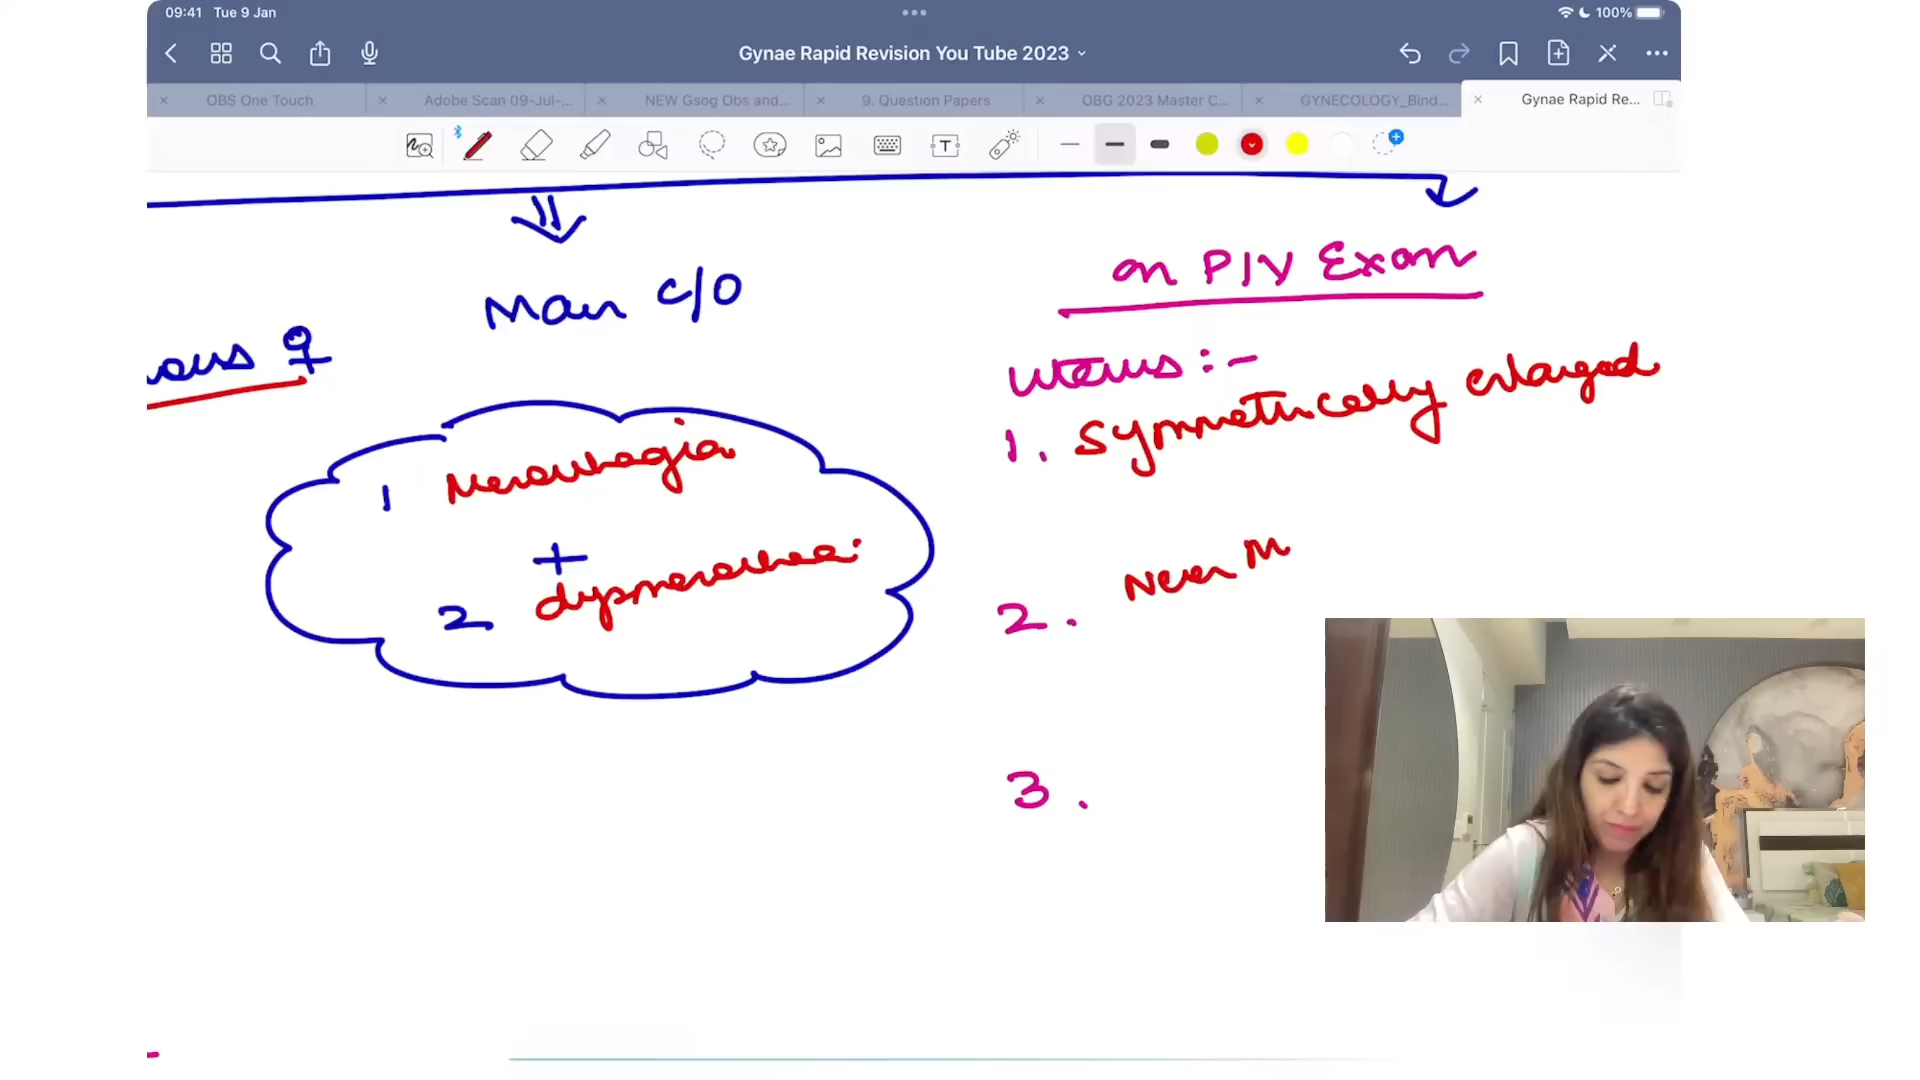 09:41 Tue 9 Jan
100%
Gynae Rapid Revision You Tube 2023
OBS One Touch
Adobe Scan 09-Jul-...
NEW Gsog Obs and...
9. Question Papers
OBG 2023 Master C...
GYNECOLOGY_Bind...
Gynae Rapid Re...
T
on P/V Exam
Main c/o
ous ♀
Uterus :-
1. Symmetrically enlarged
1 Menorrhagia
+
2 dysmenorrhea
2. Never M
3.